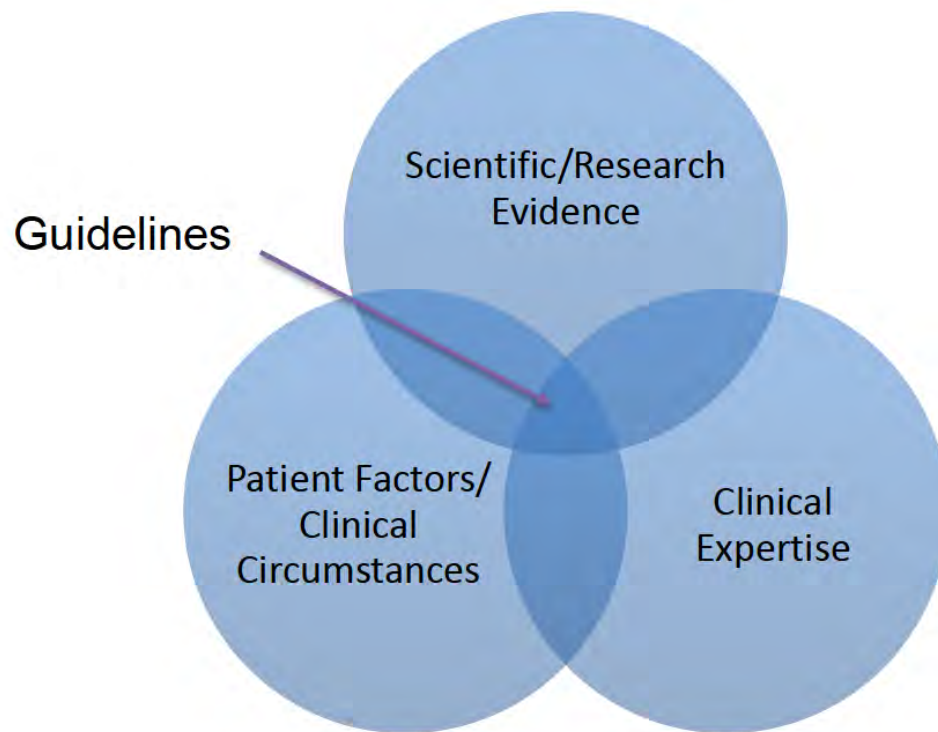 Scientific/Research
Evidence
Guidelines
Patient Factors/
Clinical
Circumstances
Clinical
Expertise